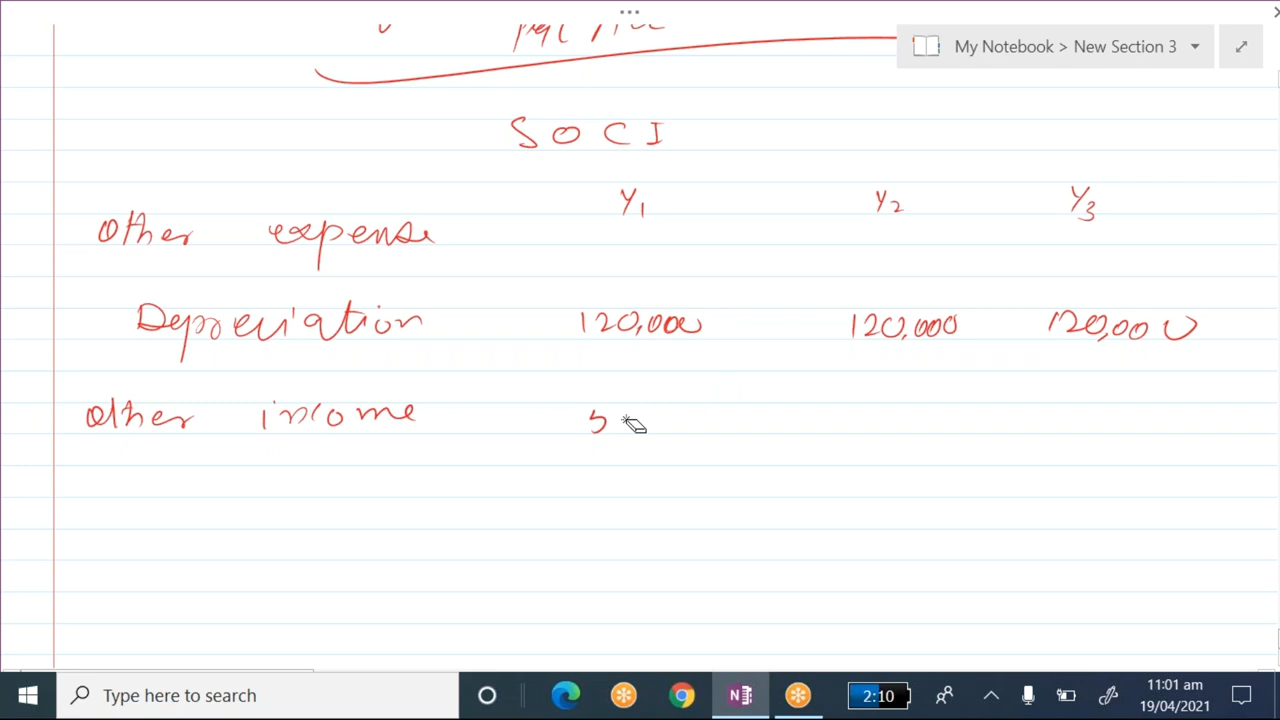 My Notebook > New Section 3
SOCI
Y1 Y2 Y3
Other expense
Depreciation 120,000 120,000 120,000
Other income 5
Type here to search
2:10
11:01 am
19/04/2021